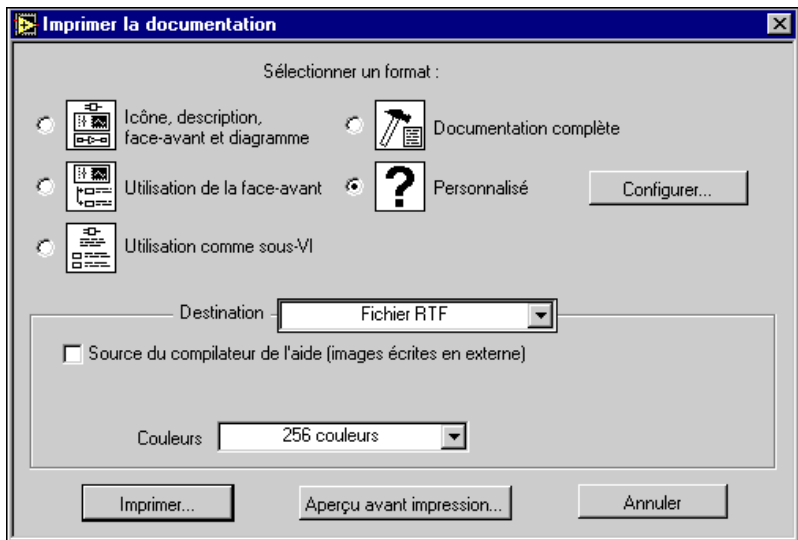 Imprimer la documentation
Sélectionner un format :
Icône, description,
face-avant et diagramme
Documentation complète
Utilisation de la face-avant
?
Personnalisé
Configurer...
Utilisation comme sous-VI
Destination
Fichier RTF
Source du compilateur de l'aide (images écrites en externe)
Couleurs
256 couleurs
Imprimer...
Aperçu avant impression...
Annuler